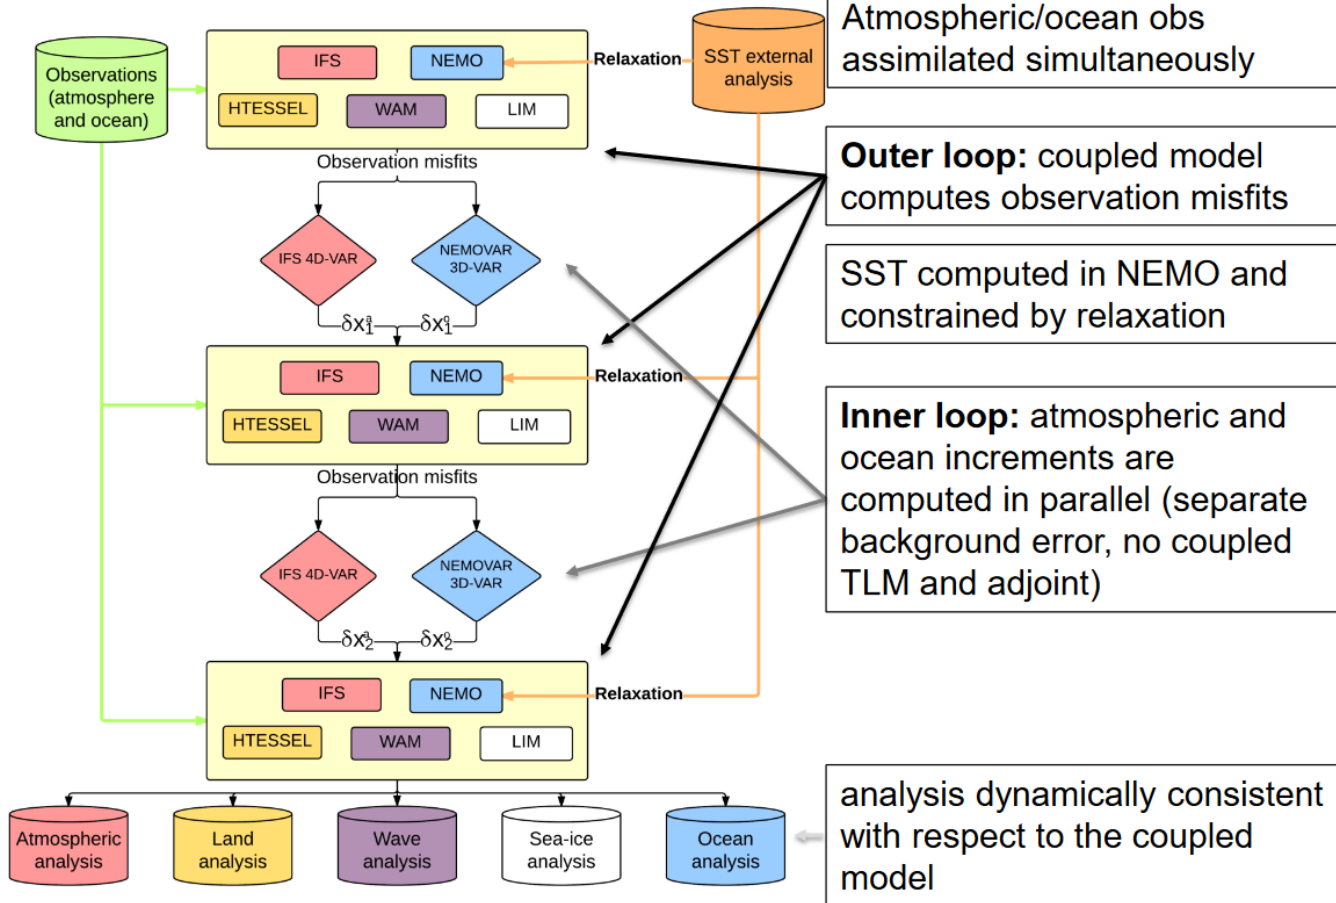 Observations
(atmosphere
and ocean)
IFS
NEMO
HTESSEL
WAM
LIM
Relaxation
SST external
analysis
Atmospheric/ocean obs
assimilated simultaneously
Observation misfits
Outer loop: coupled model
computes observation misfits
IFS 4D-VAR
NEMOVAR
3D-VAR
SST computed in NEMO and
constrained by relaxation
δx₁ᵃ
δx₁ᵒ
IFS
NEMO
Relaxation
HTESSEL
WAM
LIM
Inner loop: atmospheric and
ocean increments are
computed in parallel (separate
background error, no coupled
TLM and adjoint)
Observation misfits
IFS 4D-VAR
NEMOVAR
3D-VAR
δx₂ᵃ
δx₂ᵒ
IFS
NEMO
Relaxation
HTESSEL
WAM
LIM
Atmospheric
analysis
Land
analysis
Wave
analysis
Sea-ice
analysis
Ocean
analysis
analysis dynamically consistent
with respect to the coupled
model